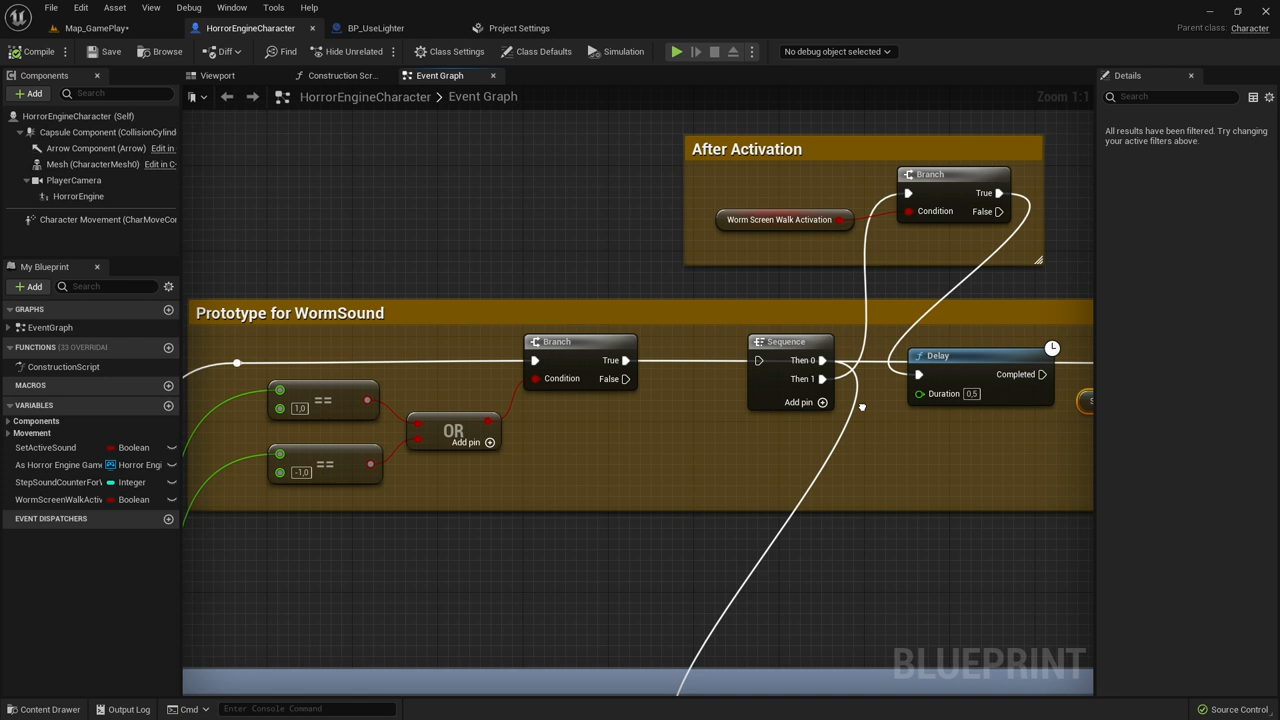 File Edit Asset View Debug Window Tools Help
Map_GamePlay*
HorrorEngineCharacter
BP_UseLighter
Project Settings
Parent class: Character
Compile
Save
Browse
Diff
Find
Hide Unrelated
Class Settings
Class Defaults
Simulation
No debug object selected
Components
Viewport
Construction Scr...
Event Graph
Details
Add
Search
HorrorEngineCharacter > Event Graph
Zoom 1:1
Search
HorrorEngineCharacter (Self)
Capsule Component (CollisionCylind
Arrow Component (Arrow) Edit in
Mesh (CharacterMesh0) Edit in C
PlayerCamera
HorrorEngine
Character Movement (CharMoveCor
All results have been filtered. Try changing
your active filters above.
My Blueprint
Add
Search
GRAPHS
EventGraph
FUNCTIONS (33 OVERRIDA
ConstructionScript
MACROS
VARIABLES
Components
Movement
SetActiveSound Boolean
As Horror Engine Game Horror Engi
StepSoundCounterForV Integer
WormScreenWalkActiv Boolean
EVENT DISPATCHERS
After Activation
Branch
True
Condition
False
Worm Screen Walk Activation
Prototype for WormSound
Branch
True
Condition
False
Sequence
Then 0
Then 1
Add pin
Delay
Completed
Duration 0,5
==
1,0
OR
Add pin
==
-1,0
BLUEPRINT
Content Drawer
Output Log
Cmd
Enter Console Command
Source Control